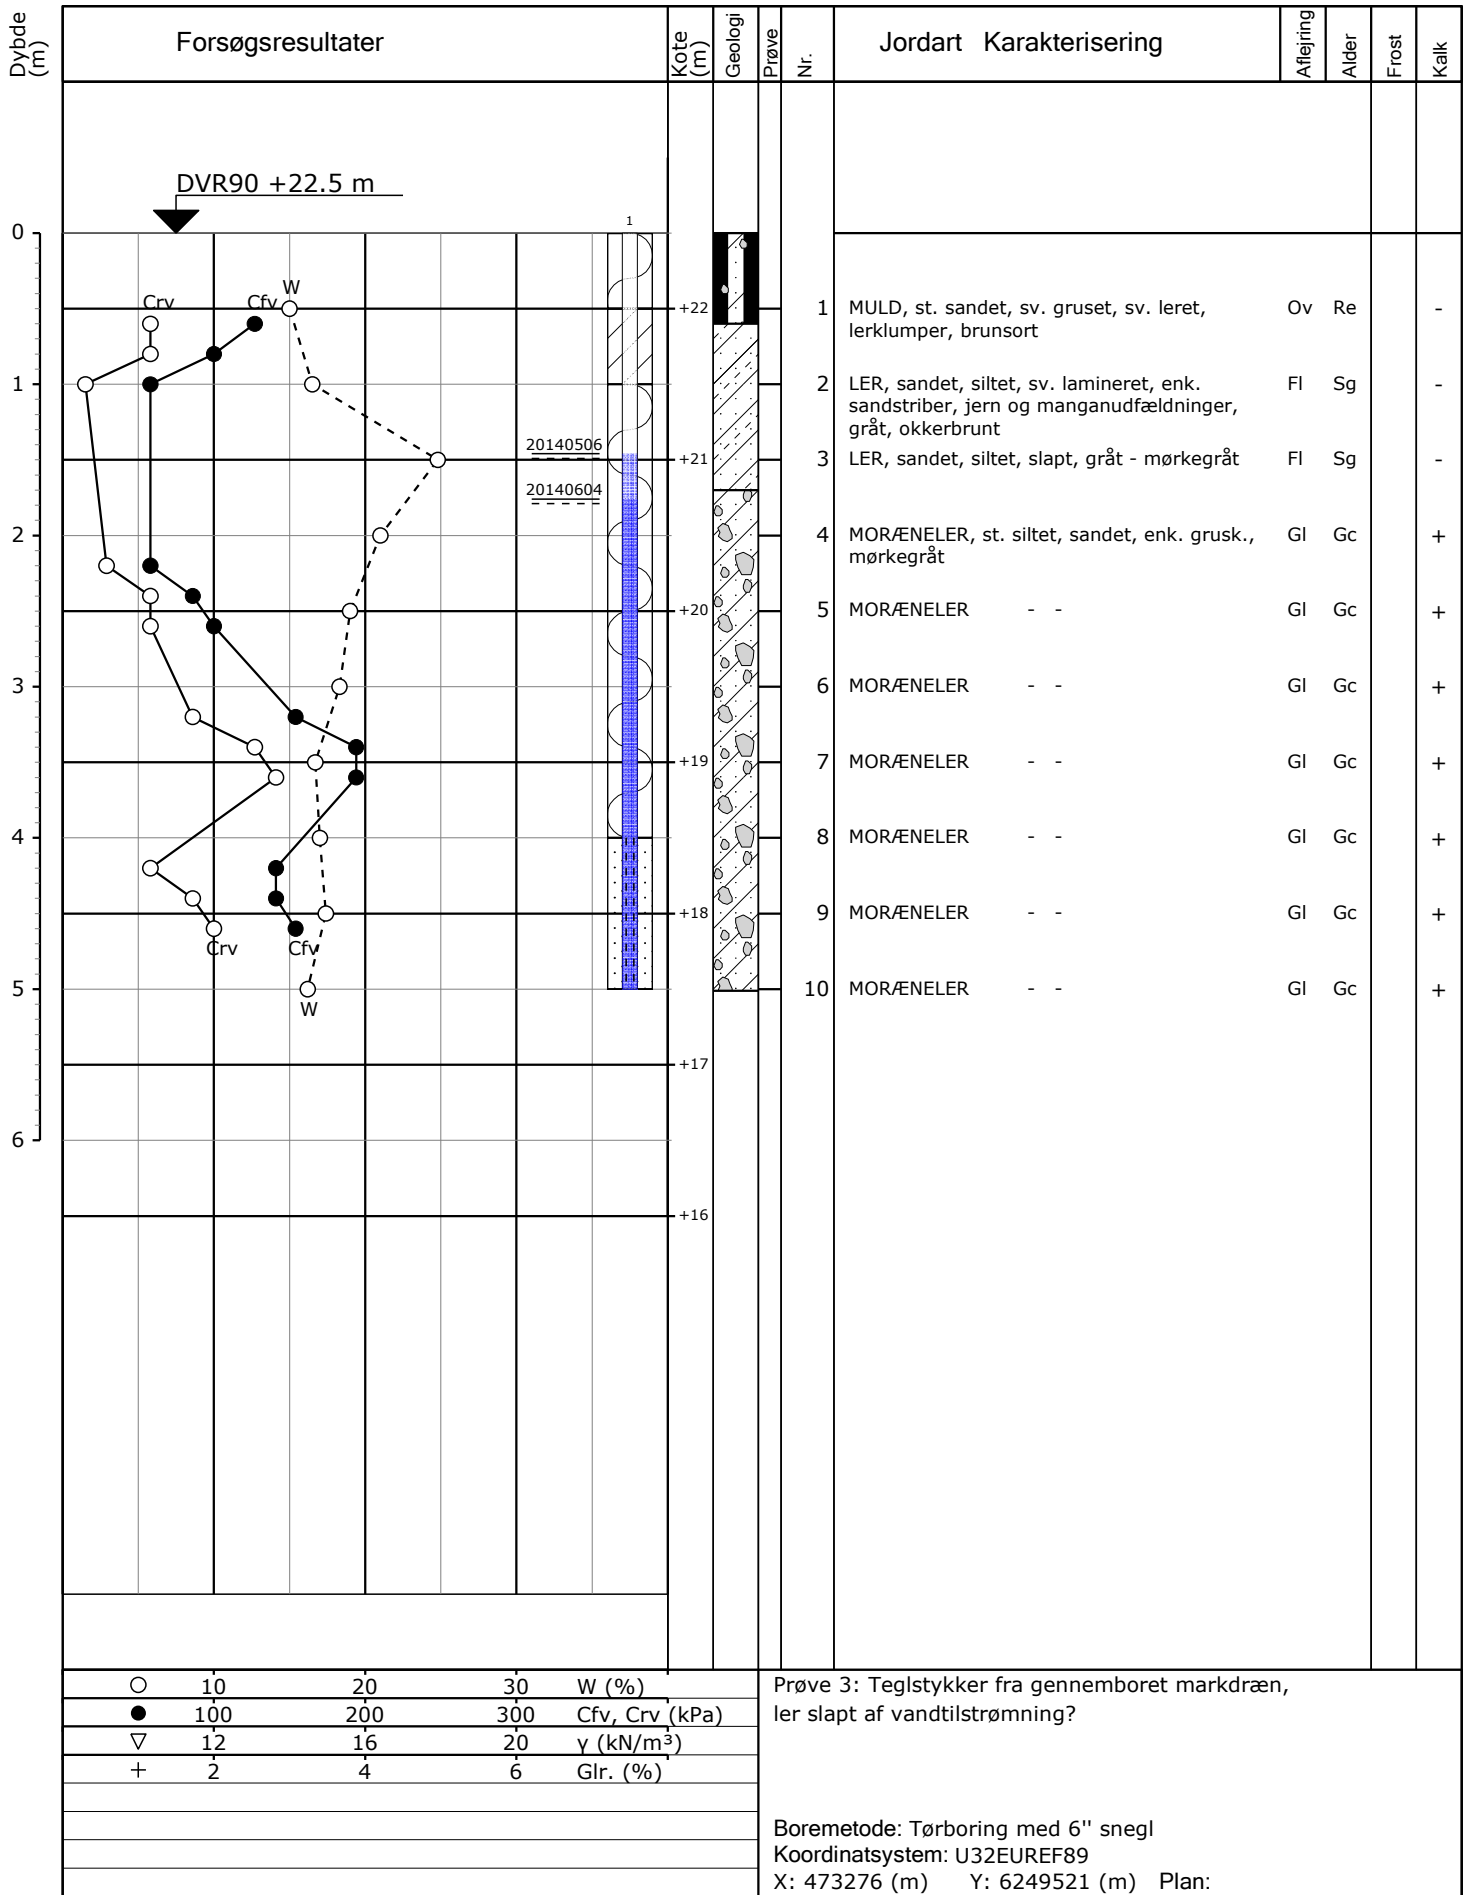 Dybde (m)
Forsøgsresultater
Kote (m)
Geologi
Prøve
Nr.
Jordart Karakterisering
Aflejring
Alder
Frost
Kalk
DVR90 +22.5 m
1
0
W
Crv
Cfv
+22
1 MULD, st. sandet, sv. gruset, sv. leret, Ov Re -
lerklumper, brunsort
1
2 LER, sandet, siltet, sv. lamineret, enk. Fl Sg -
sandstriber, jern og manganudfældninger,
gråt, okkerbrunt
20140506
+21
3 LER, sandet, siltet, slapt, gråt - mørkegråt Fl Sg -
20140604
2
4 MORÆNELER, st. siltet, sandet, enk. grusk., Gl Gc +
mørkegråt
+20
5 MORÆNELER - - Gl Gc +
3
6 MORÆNELER - - Gl Gc +
+19
7 MORÆNELER - - Gl Gc +
4
8 MORÆNELER - - Gl Gc +
+18
9 MORÆNELER - - Gl Gc +
Crv
Cfv
5
10 MORÆNELER - - Gl Gc +
W
+17
6
+16
10 20 30 W (%)
100 200 300 Cfv, Crv (kPa)
12 16 20 γ (kN/m³)
+ 2 4 6 Glr. (%)
Prøve 3: Teglstykker fra gennemboret markdræn,
ler slapt af vandtilstrømning?
Boremetode: Tørboring med 6'' snegl
Koordinatsystem: U32EUREF89
X: 473276 (m) Y: 6249521 (m) Plan: